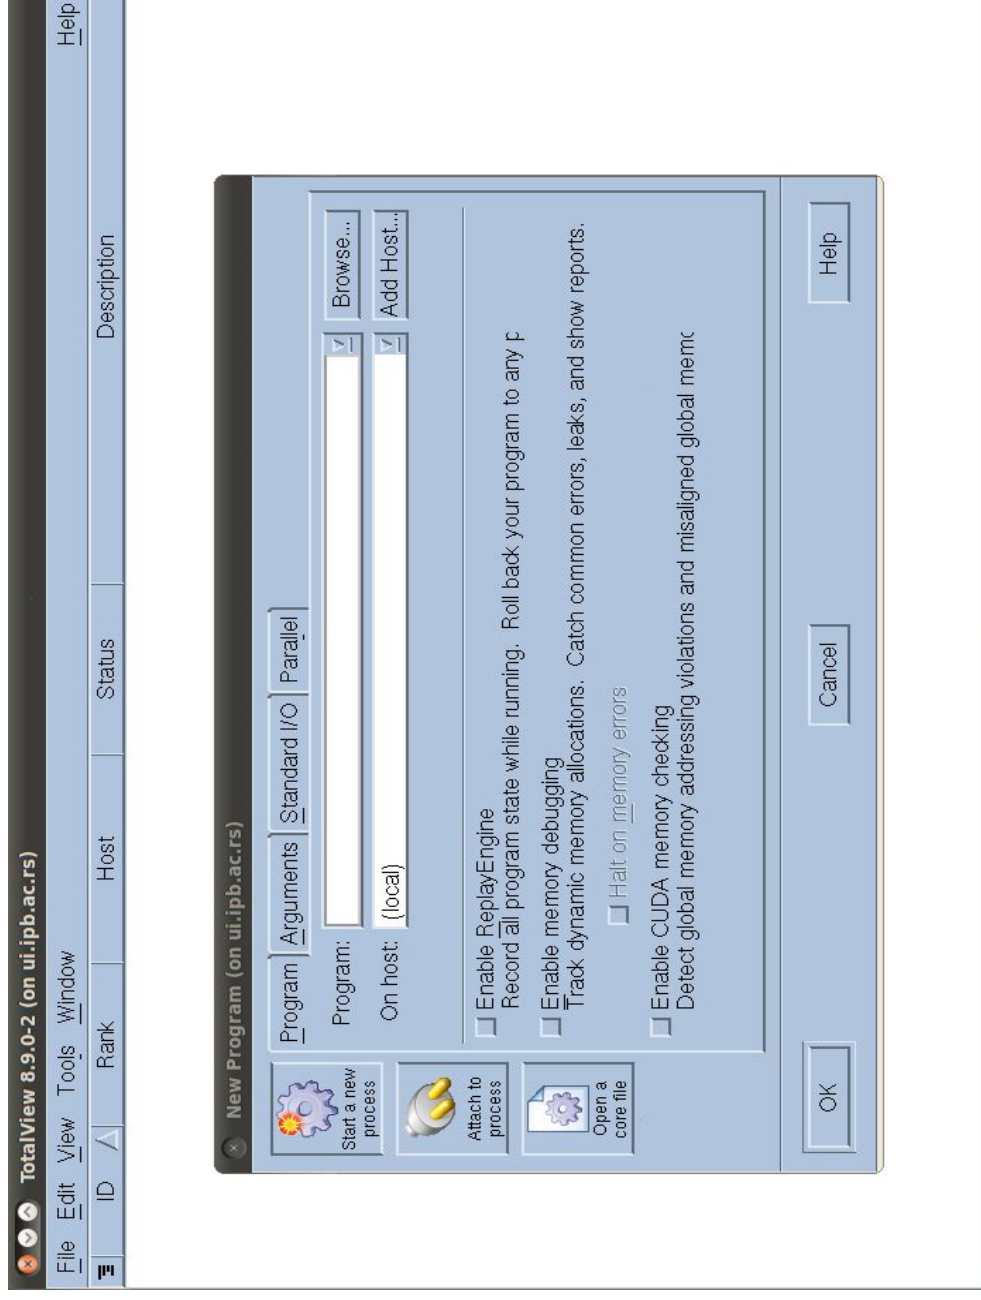 TotalView 8.9.0-2 (on ui.ipb.ac.rs)
File Edit View Tools Window Help
ID Rank Host Status Description
New Program (on ui.ipb.ac.rs)
Start a new
process
Attach to
process
Open a
core file
Program Arguments Standard I/O Parallel
Program: Browse...
On host: (local) Add Host...
Enable ReplayEngine
Record all program state while running. Roll back your program to any p
Enable memory debugging
Track dynamic memory allocations. Catch common errors, leaks, and show reports.
Halt on memory errors
Enable CUDA memory checking
Detect global memory addressing violations and misaligned global memc
OK Cancel Help